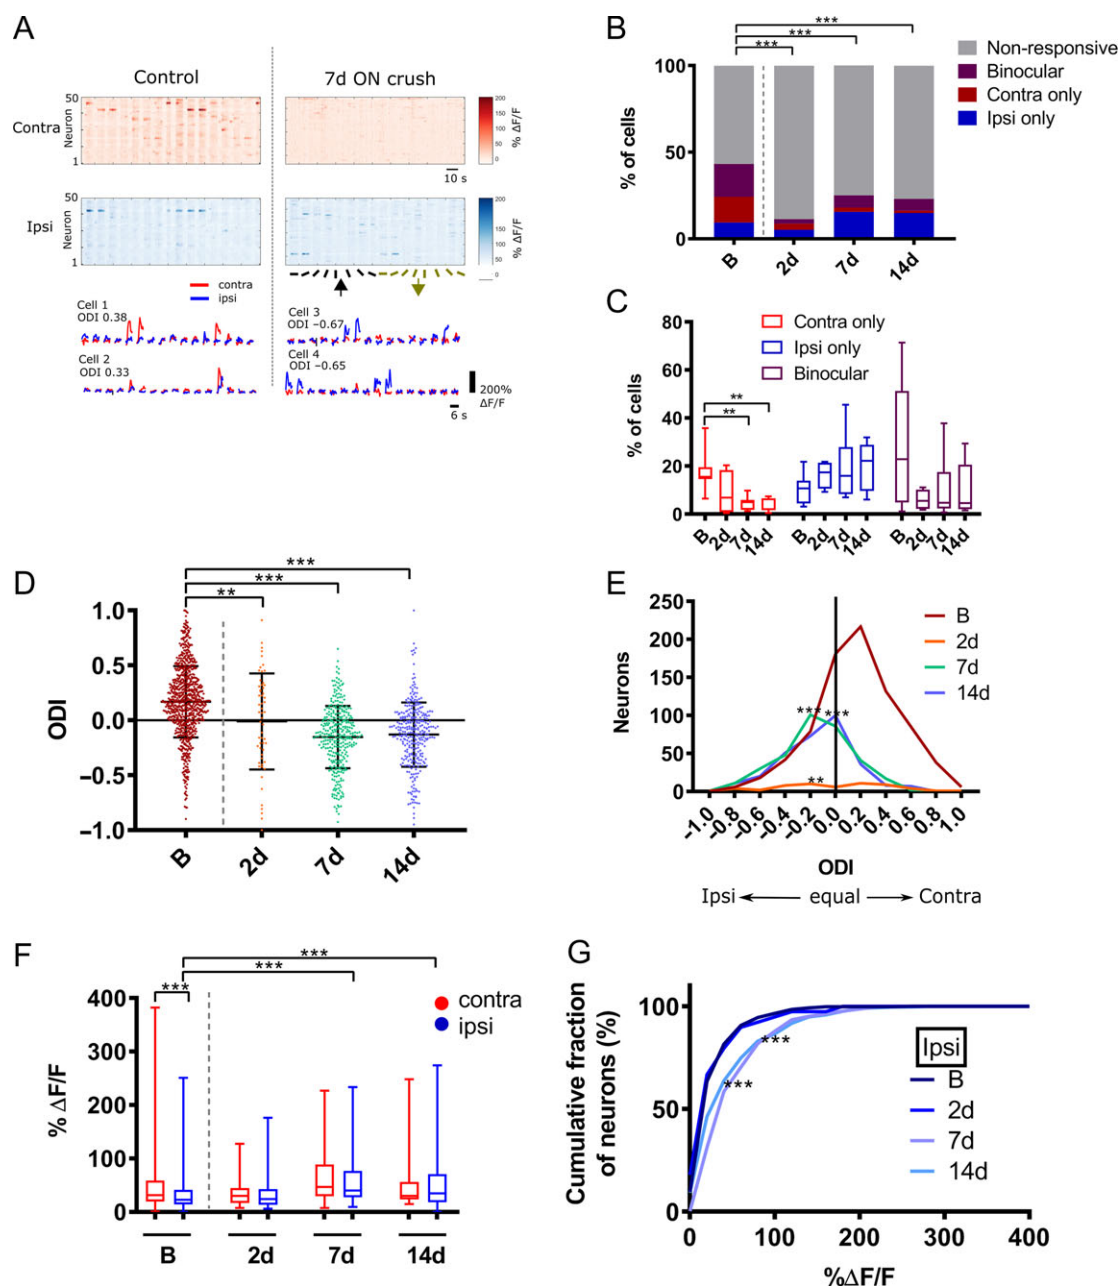 A
Control
7d ON crush
Contra
Neuron
50
1
200
100
0
% ΔF/F
10 s
Ipsi
Neuron
50
1
200
100
0
% ΔF/F
contra
ipsi
Cell 1
ODI 0.38
Cell 2
ODI 0.33
Cell 3
ODI −0.67
Cell 4
ODI −0.65
200%
ΔF/F
6 s
B
*** *** ***
% of cells
100
50
0
B 2d 7d 14d
Non-responsive
Binocular
Contra only
Ipsi only
C
% of cells
80
60
40
20
0
** **
Contra only
Ipsi only
Binocular
B 2d 7d 14d B 2d 7d 14d B 2d 7d 14d
D
*** *** **
ODI
1.0
0.5
0.0
−0.5
−1.0
B 2d 7d 14d
E
Neurons
250
200
150
100
50
0
B
2d
7d
14d
*** ***
**
−1.0 −0.8 −0.6 −0.4 −0.2 0.0 0.2 0.4 0.6 0.8 1.0
ODI
Ipsi equal Contra
F
*** *** ***
contra
ipsi
% ΔF/F
400
300
200
100
0
B 2d 7d 14d
G
Cumulative fraction
of neurons (%)
100
50
0
*** ***
Ipsi
B
2d
7d
14d
0 100 200 300 400
%ΔF/F